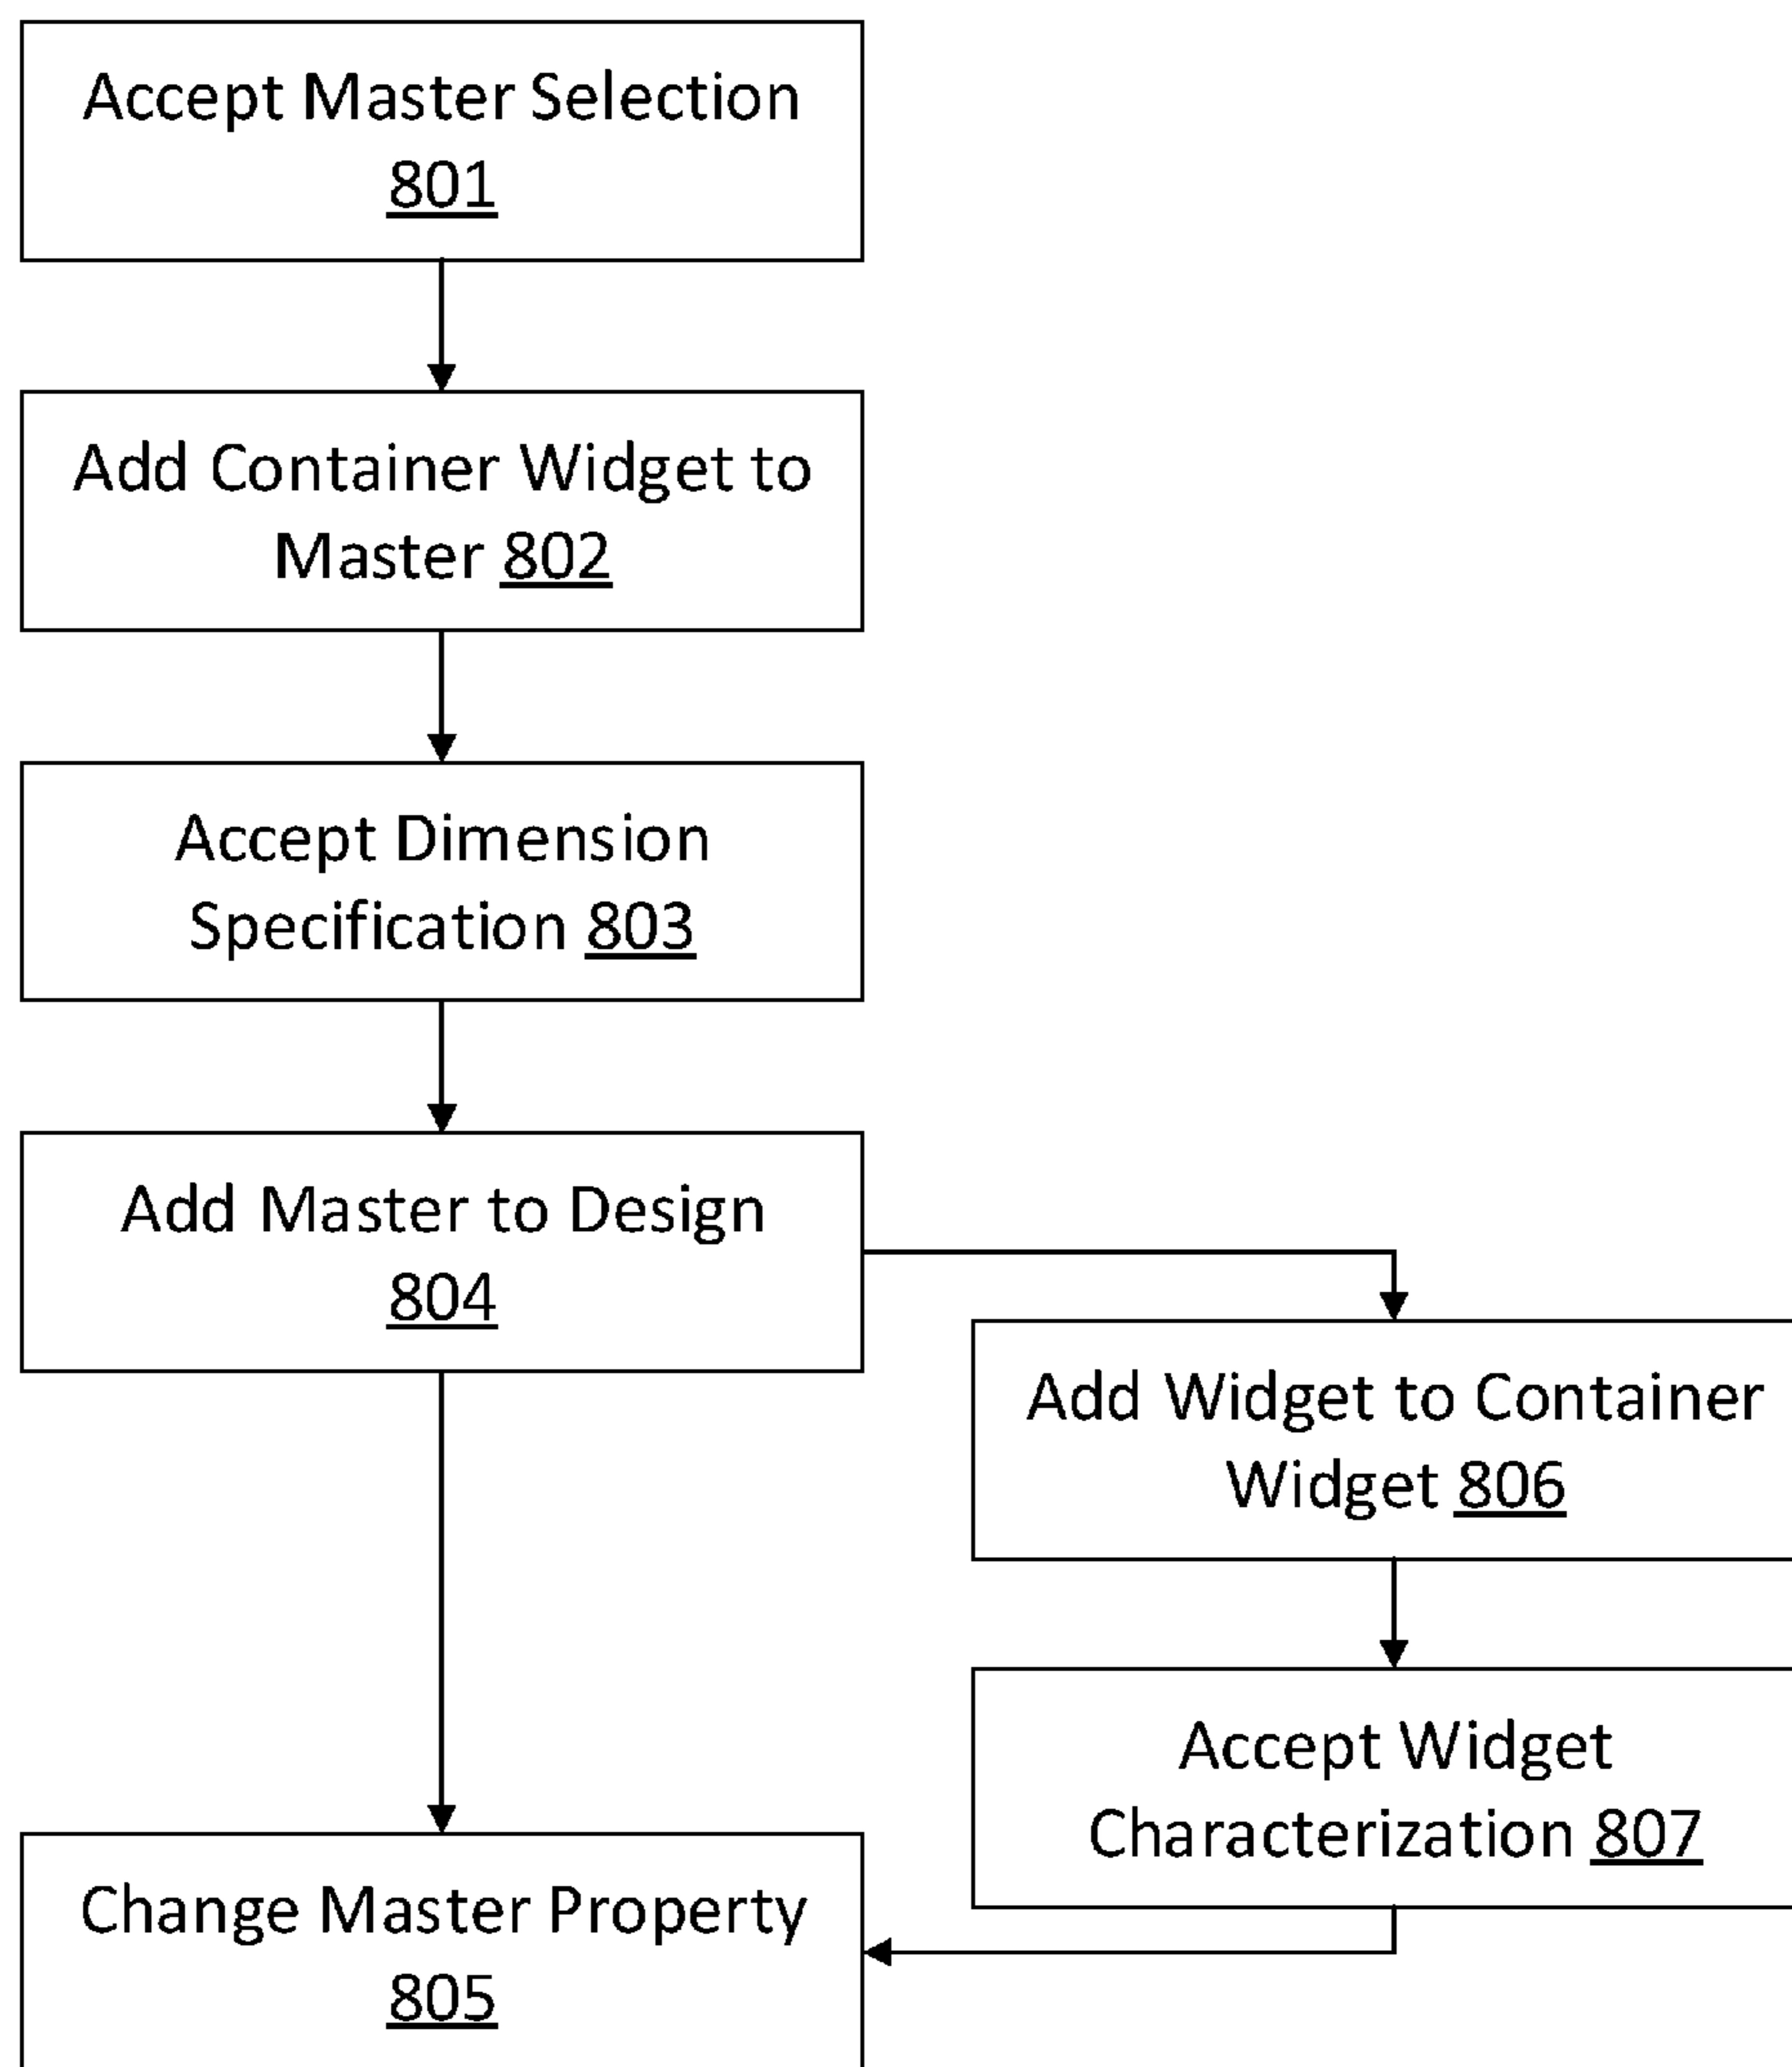 Accept Master Selection
801
Add Container Widget to
Master 802
Accept Dimension
Specification 803
Add Master to Design
804
Add Widget to Container
Widget 806
Accept Widget
Characterization 807
Change Master Property
805